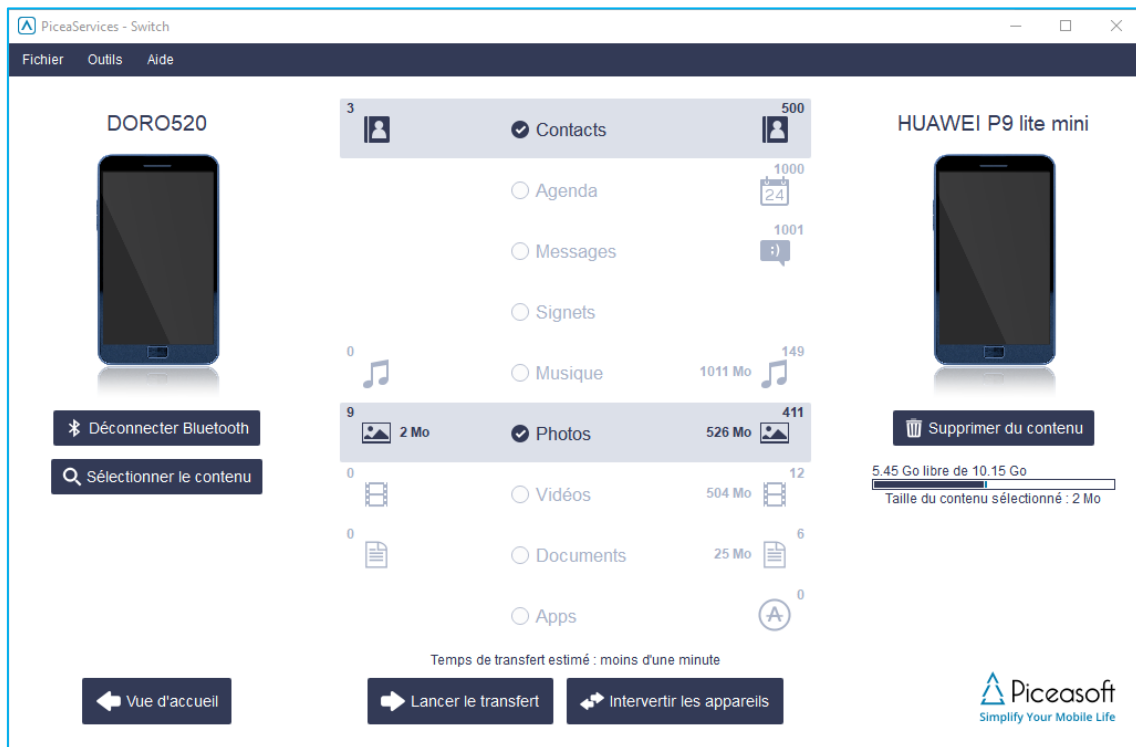 PiceaServices - Switch
Fichier Outils Aide
DORO520
HUAWEI P9 lite mini
3 Contacts 500
Agenda 1000
24
Messages 1001
:)
Signets
0 Musique 1011 Mo 149
9 2 Mo Photos 526 Mo 411
0 Vidéos 504 Mo 12
0 Documents 25 Mo 6
Apps 0
Déconnecter Bluetooth
Sélectionner le contenu
Supprimer du contenu
5.45 Go libre de 10.15 Go
Taille du contenu sélectionné : 2 Mo
Temps de transfert estimé : moins d'une minute
Vue d'accueil
Lancer le transfert
Intervertir les appareils
Piceasoft
Simplify Your Mobile Life